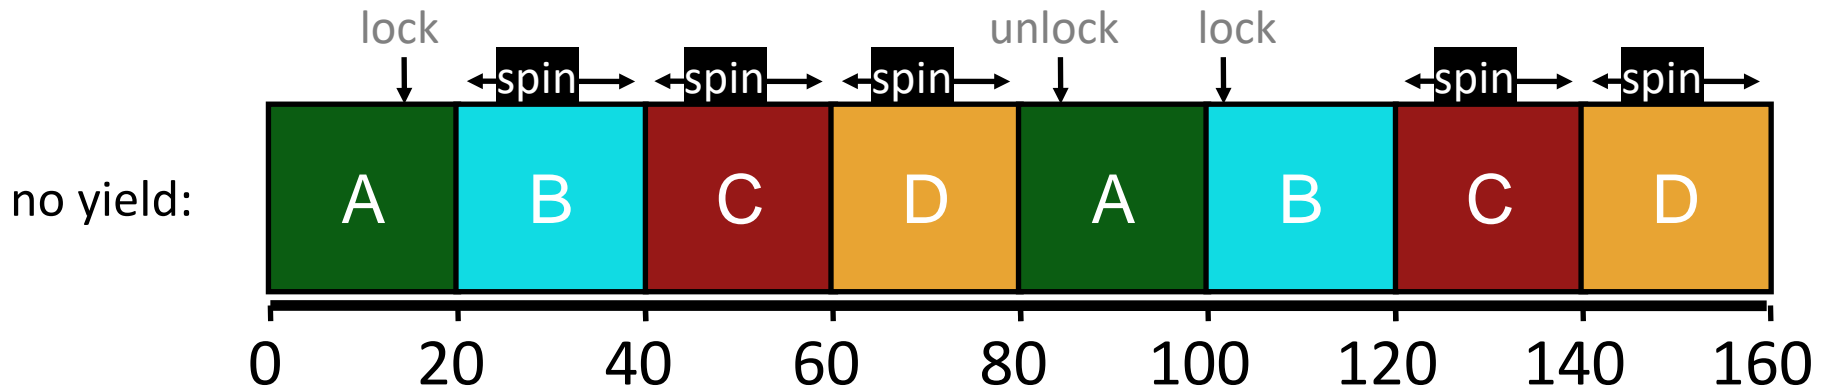 lock unlock lock
spin spin spin spin spin
no yield: A B C D A B C D
0 20 40 60 80 100 120 140 160